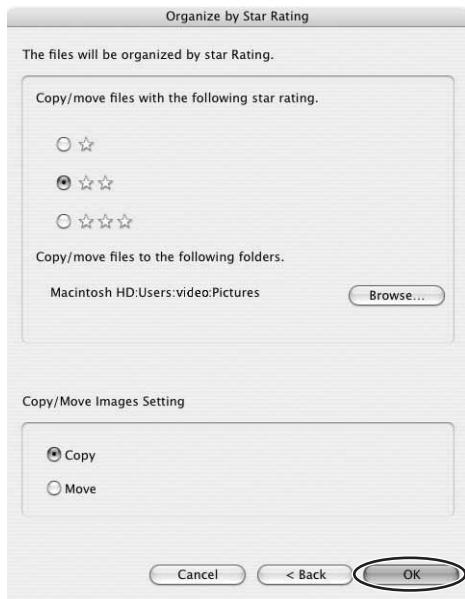 Organize by Star Rating
The files will be organized by star Rating.
Copy/move files with the following star rating.
Copy/move files to the following folders.
Macintosh HD:Users:video:Pictures
Browse...
Copy/Move Images Setting
Copy
Move
Cancel
< Back
OK